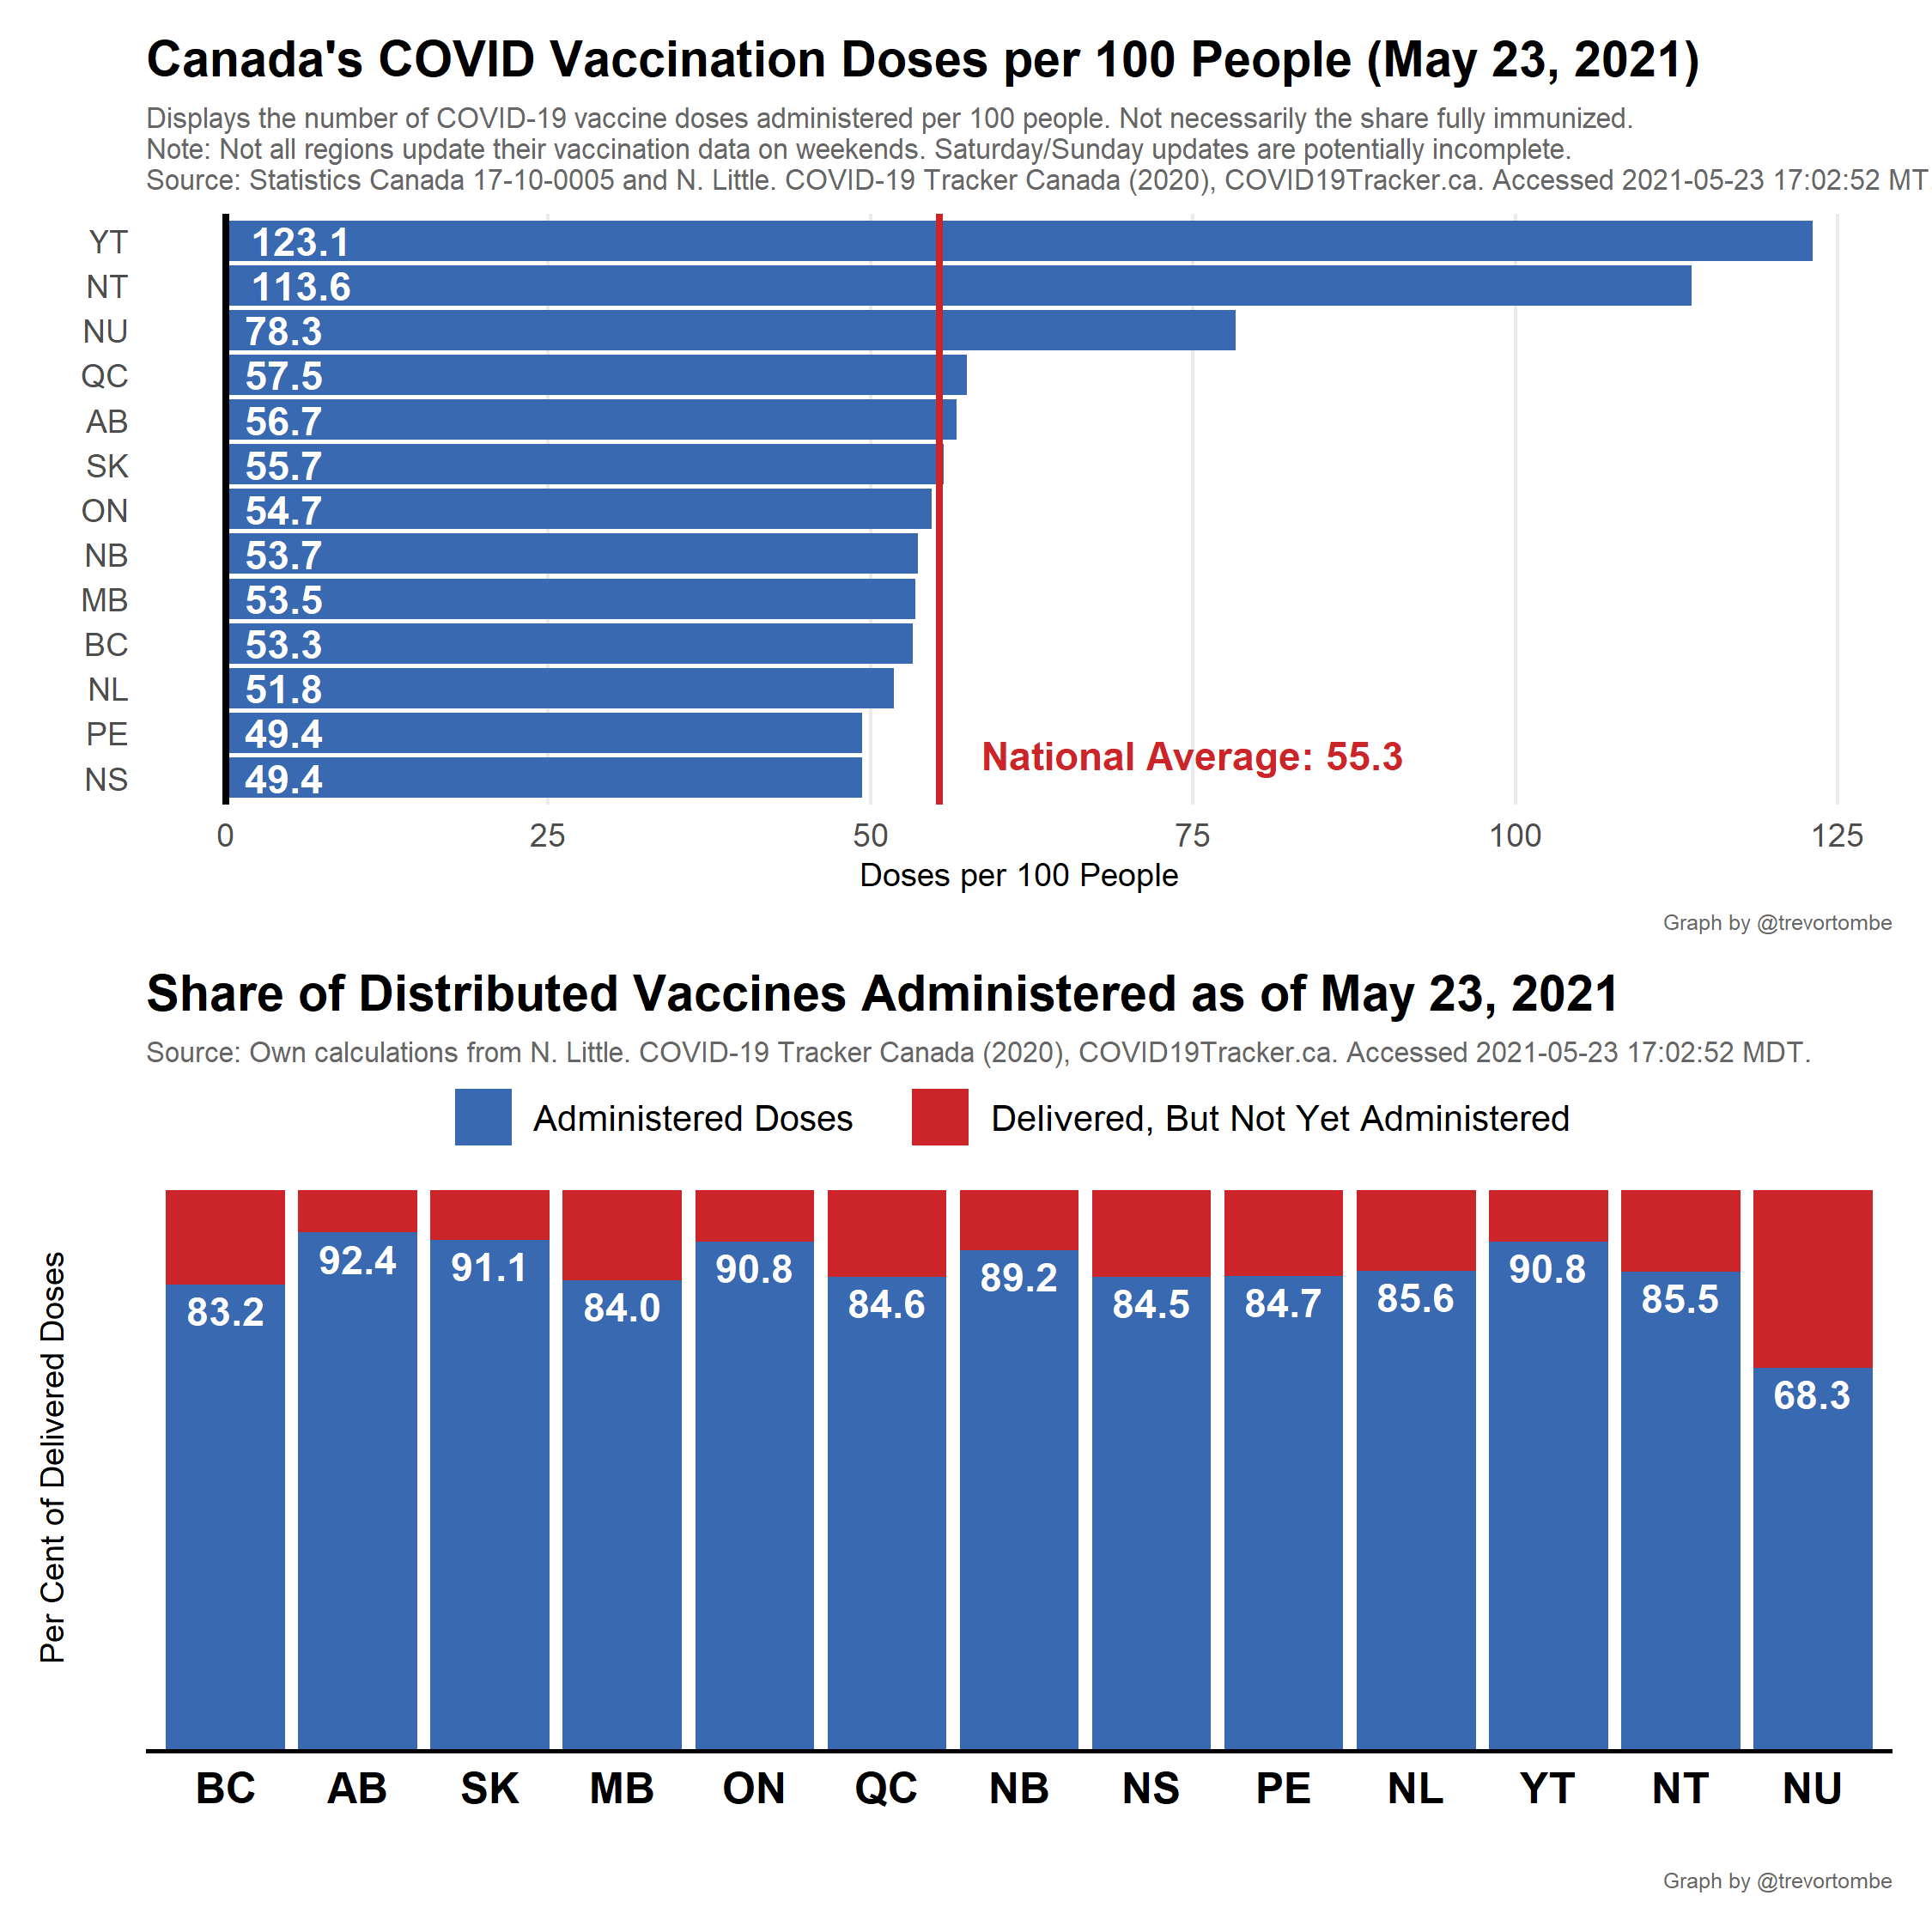 Canada's COVID Vaccination Doses per 100 People (May 23, 2021)
Displays the number of COVID-19 vaccine doses administered per 100 people. Not necessarily the share fully immunized.
Note: Not all regions update their vaccination data on weekends. Saturday/Sunday updates are potentially incomplete.
Source: Statistics Canada 17-10-0005 and N. Little. COVID-19 Tracker Canada (2020), COVID19Tracker.ca. Accessed 2021-05-23 17:02:52 MT
YT 123.1
NT 113.6
NU 78.3
QC 57.5
AB 56.7
SK 55.7
ON 54.7
NB 53.7
MB 53.5
BC 53.3
NL 51.8
PE 49.4
National Average: 55.3
NS 49.4
0 25 50 75 100 125
Doses per 100 People
Graph by @trevortombe
Share of Distributed Vaccines Administered as of May 23, 2021
Source: Own calculations from N. Little. COVID-19 Tracker Canada (2020), COVID19Tracker.ca. Accessed 2021-05-23 17:02:52 MDT.
Administered Doses Delivered, But Not Yet Administered
Per Cent of Delivered Doses
83.2 92.4 91.1 84.0 90.8 84.6 89.2 84.5 84.7 85.6 90.8 85.5 68.3
BC AB SK MB ON QC NB NS PE NL YT NT NU
Graph by @trevortombe